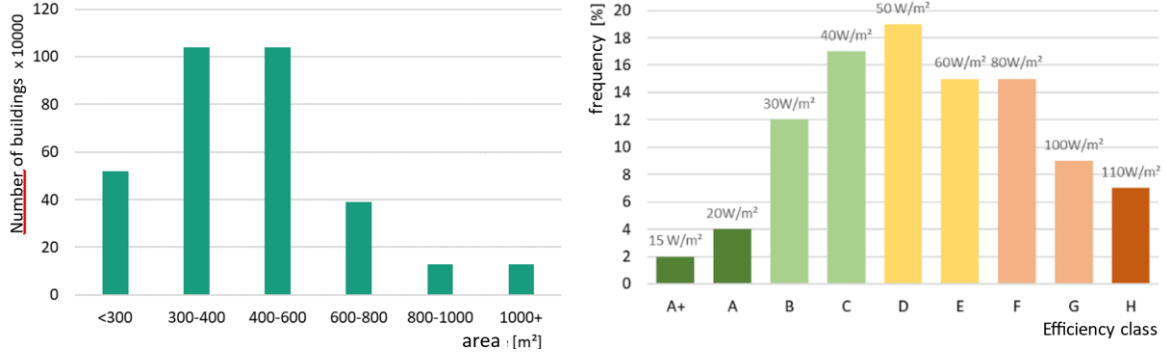 Number of buildings x 10000
120
100
80
60
40
20
0
<300 300-400 400-600 600-800 800-1000 1000+
area [m²]
frequency [%]
20
18
16
14
12
10
8
6
4
2
0
15 W/m²
20W/m²
30W/m²
40W/m²
50 W/m²
60W/m²
80W/m²
100W/m²
110W/m²
A+ A B C D E F G H
Efficiency class